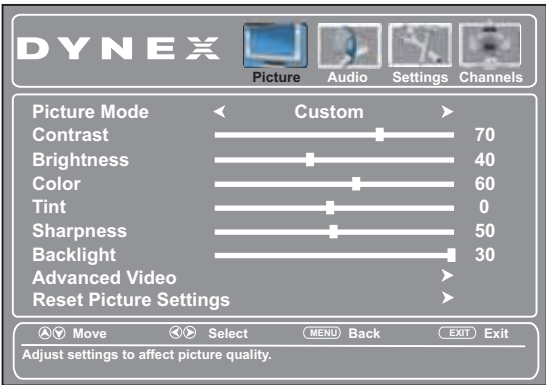 DYNEX
Picture Audio Settings Channels
Picture Mode Custom
Contrast 70
Brightness 40
Color 60
Tint 0
Sharpness 50
Backlight 30
Advanced Video
Reset Picture Settings
Move Select MENU Back EXIT Exit
Adjust settings to affect picture quality.